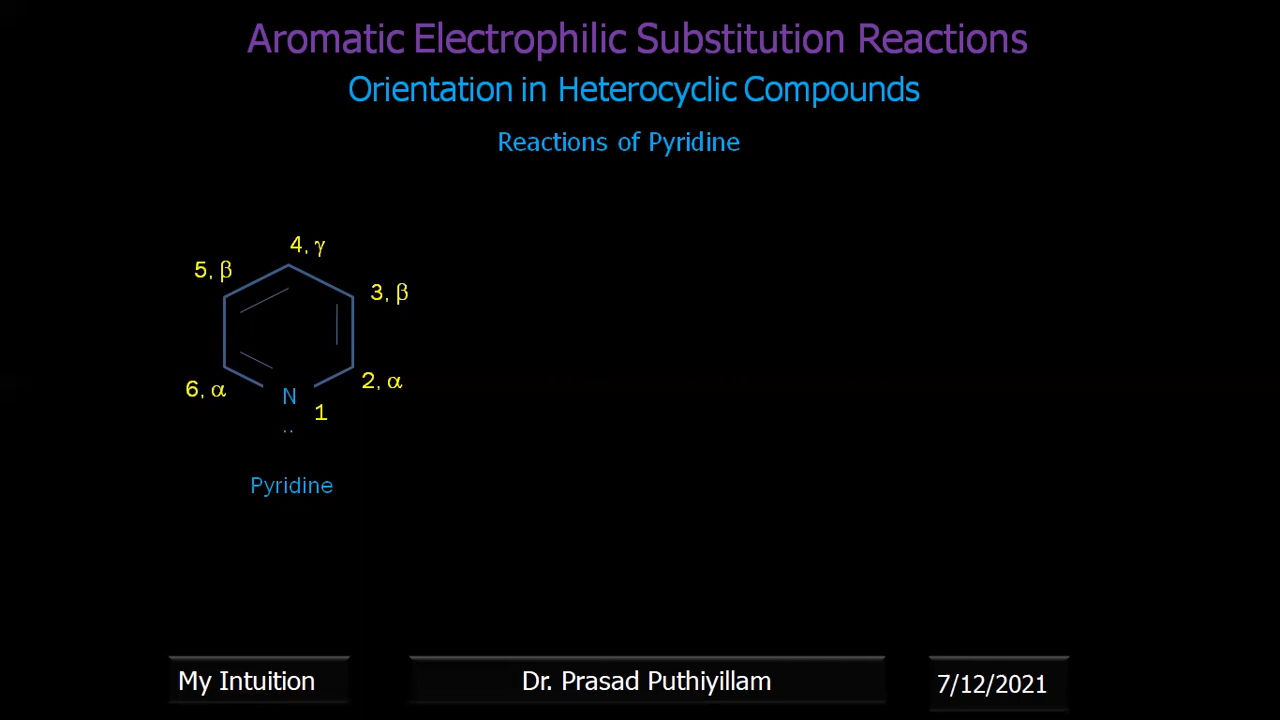 Aromatic Electrophilic Substitution Reactions
Orientation in Heterocyclic Compounds
Reactions of Pyridine
4, γ
5, β
3, β
6, α
2, α
N
1
..
Pyridine
My Intuition
Dr. Prasad Puthiyillam
7/12/2021